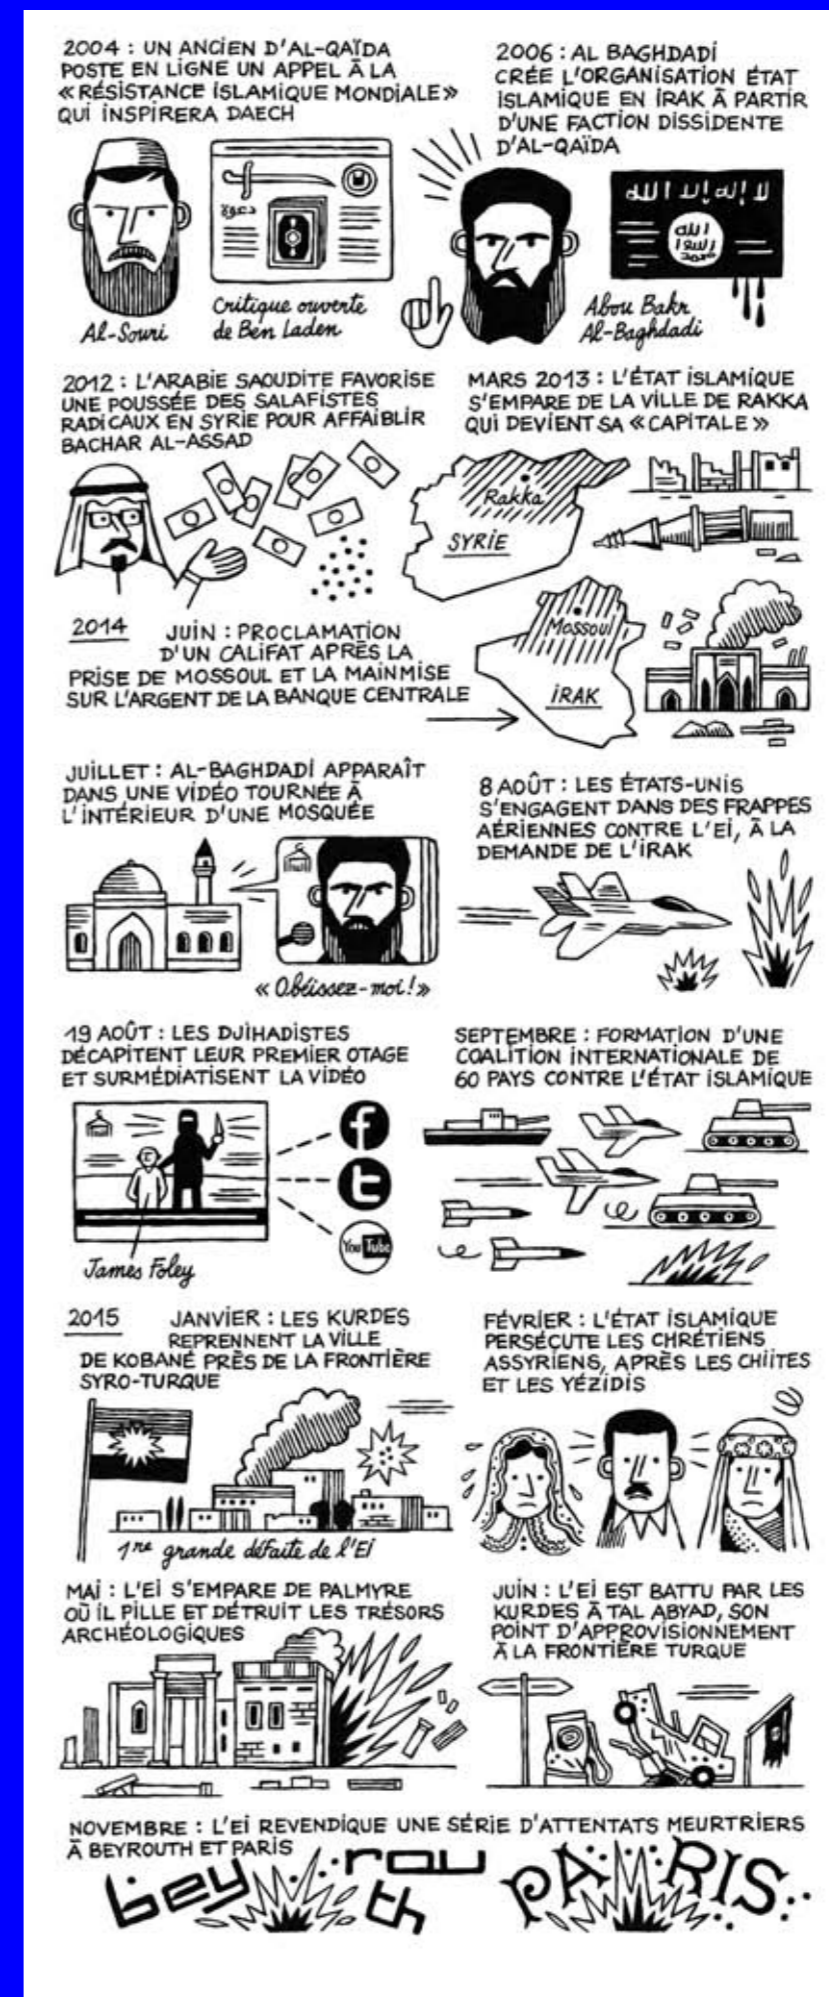 2004 : UN ANCIEN D'AL-QAÏDA
POSTE EN LIGNE UN APPEL À LA
« RÉSISTANCE ISLAMIQUE MONDIALE »
QUI INSPIRERA DAECH
دعوة
Al-Souri
Critique ouverte
de Ben Laden
2006 : AL BAGHDADI
CRÉE L'ORGANISATION ÉTAT
ISLAMIQUE EN IRAK À PARTIR
D'UNE FACTION DISSIDENTE
D'AL-QAÏDA
لا إله إلا الله
الله
رسول
محمد
Abou Bakr
Al-Baghdadi
2012 : L'ARABIE SAOUDITE FAVORISE
UNE POUSSÉE DES SALAFISTES
RADICAUX EN SYRIE POUR AFFAIBLIR
BACHAR AL-ASSAD
MARS 2013 : L'ÉTAT ISLAMIQUE
S'EMPARE DE LA VILLE DE RAKKA
QUI DEVIENT SA « CAPITALE »
Rakka
SYRIE
2014
JUIN : PROCLAMATION
D'UN CALIFAT APRÈS LA
PRISE DE MOSSOUL ET LA MAINMISE
SUR L'ARGENT DE LA BANQUE CENTRALE
Mossoul
IRAK
JUILLET : AL-BAGHDADI APPARAÎT
DANS UNE VIDÉO TOURNÉE À
L'INTÉRIEUR D'UNE MOSQUÉE
« Obéissez-moi ! »
8 AOÛT : LES ÉTATS-UNIS
S'ENGAGENT DANS DES FRAPPES
AÉRIENNES CONTRE L'EI, À LA
DEMANDE DE L'IRAK
19 AOÛT : LES DJIHADISTES
DÉCAPITENT LEUR PREMIER OTAGE
ET SURMÉDIATISENT LA VIDÉO
f
t
You Tube
James Foley
SEPTEMBRE : FORMATION D'UNE
COALITION INTERNATIONALE DE
60 PAYS CONTRE L'ÉTAT ISLAMIQUE
2015
JANVIER : LES KURDES
REPRENNENT LA VILLE
DE KOBANÉ PRÈS DE LA FRONTIÈRE
SYRO-TURQUE
1re grande défaite de l'EI
FÉVRIER : L'ÉTAT ISLAMIQUE
PERSÉCUTE LES CHRÉTIENS
ASSYRIENS, APRÈS LES CHIITES
ET LES YÉZIDIS
MAI : L'EI S'EMPARE DE PALMYRE
OÙ IL PILLE ET DÉTRUIT LES TRÉSORS
ARCHÉOLOGIQUES
JUIN : L'EI EST BATTU PAR LES
KURDES À TAL ABYAD, SON
POINT D'APPROVISIONNEMENT
À LA FRONTIÈRE TURQUE
NOVEMBRE : L'EI REVENDIQUE UNE SÉRIE D'ATTENTATS MEURTRIERS
À BEYROUTH ET PARIS
beyrouth
PARIS